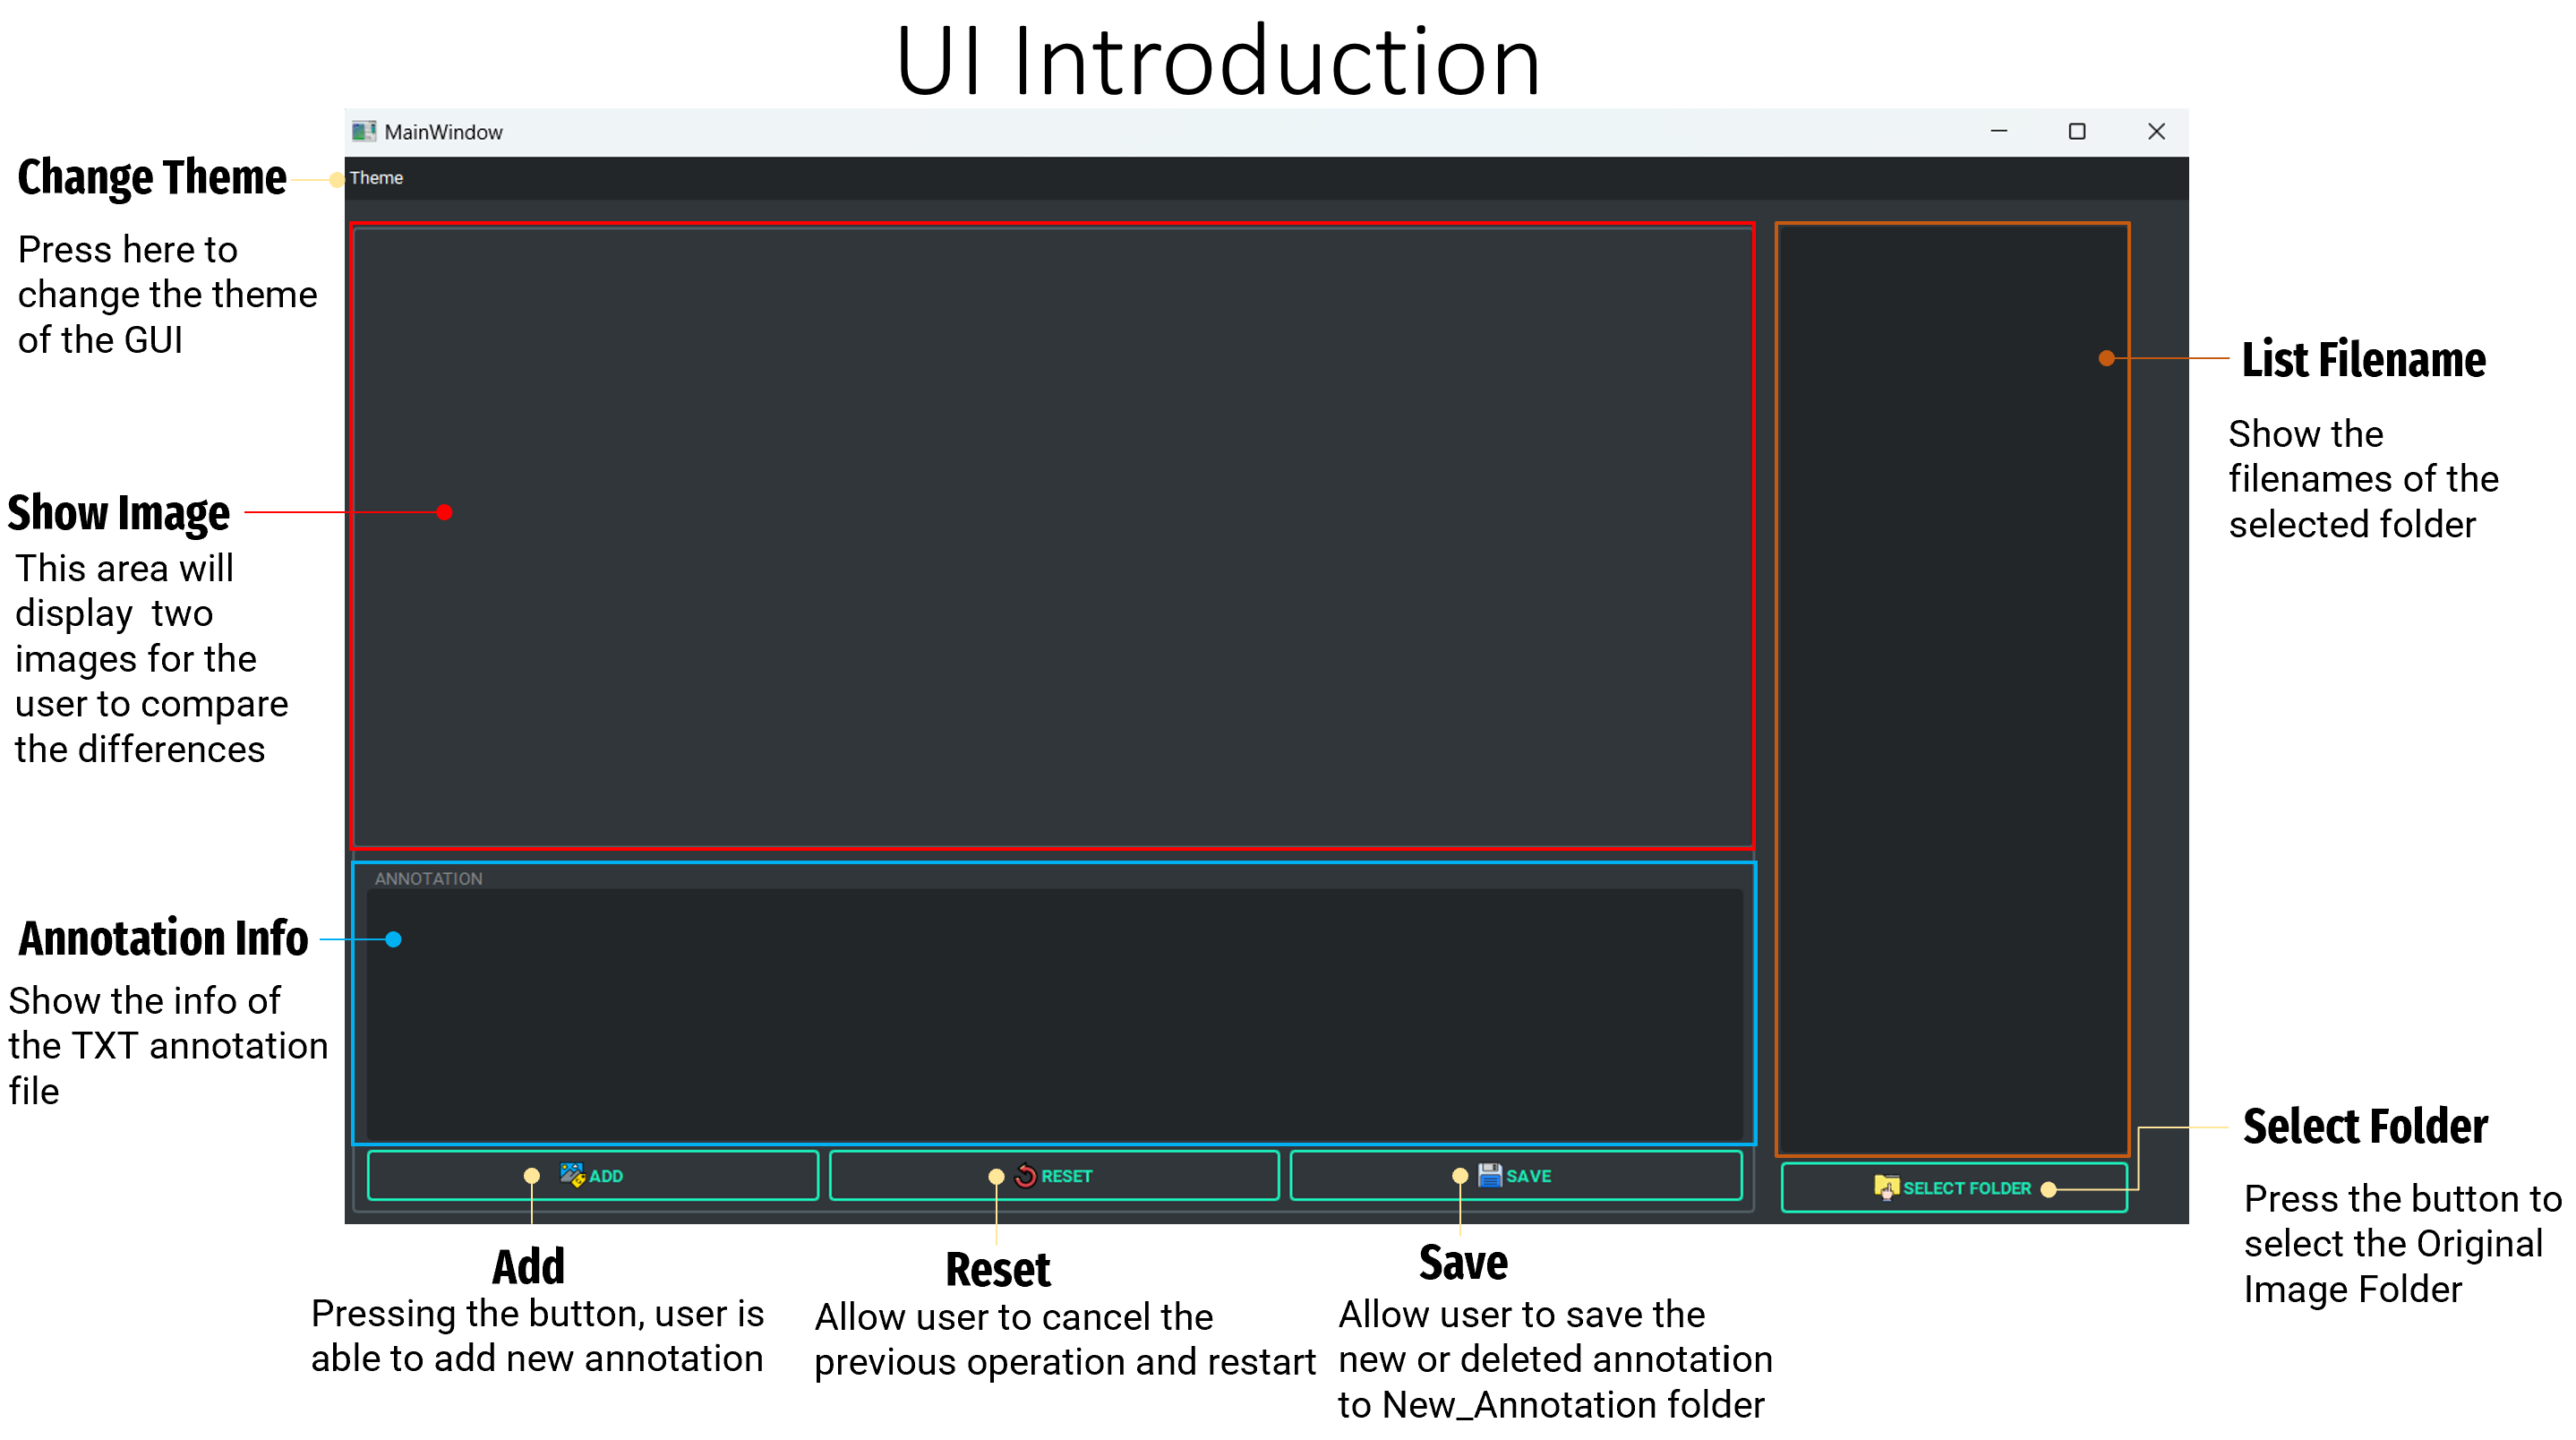 UI Introduction
MainWindow
Change Theme
Theme
Press here to
change the theme
of the GUI
List Filename
Show the
filenames of the
selected folder
Show Image
This area will
display  two
images for the
user to compare
the differences
ANNOTATION
Annotation Info
Show the info of
the TXT annotation
file
Select Folder
Press the button to
select the Original
Image Folder
ADD
RESET
SAVE
SELECT FOLDER
Add
Pressing the button, user is
able to add new annotation
Reset
Allow user to cancel the
previous operation and restart
Save
Allow user to save the
new or deleted annotation
to New_Annotation folder